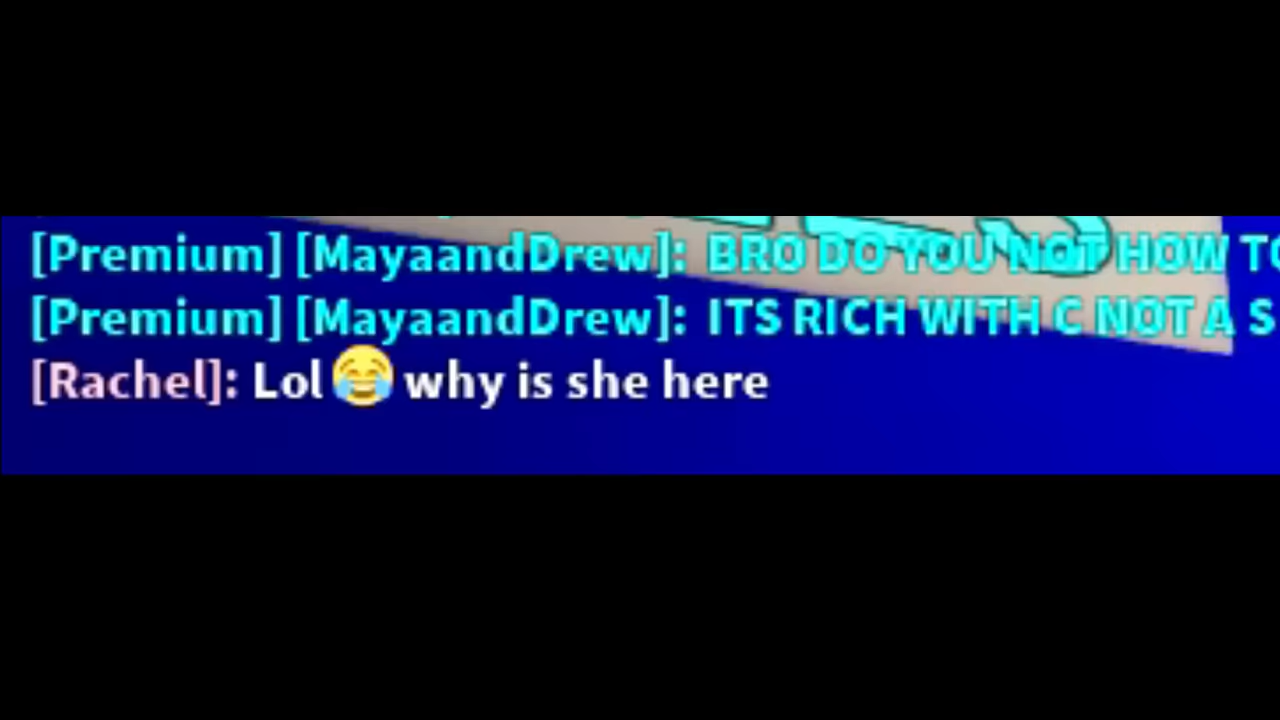 [Premium] [MayaandDrew]: BRO DO YOU NOT HOW TO
[Premium] [MayaandDrew]: ITS RICH WITH C NOT A S
[Rachel]: Lol😂 why is she here